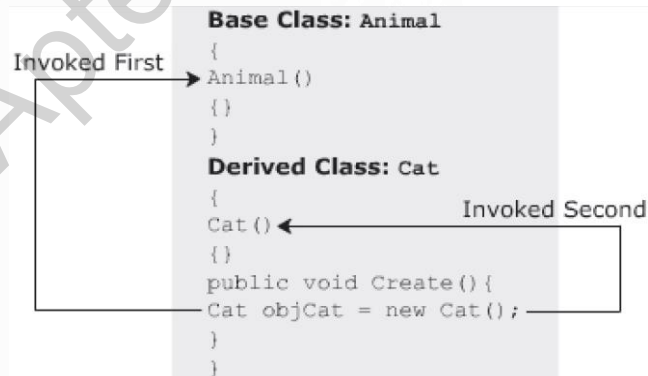 Base Class: Animal
{
Invoked First
Animal()
{}
}
Derived Class: Cat
{
Invoked Second
Cat()
{}
public void Create(){
Cat objCat = new Cat();
}
}